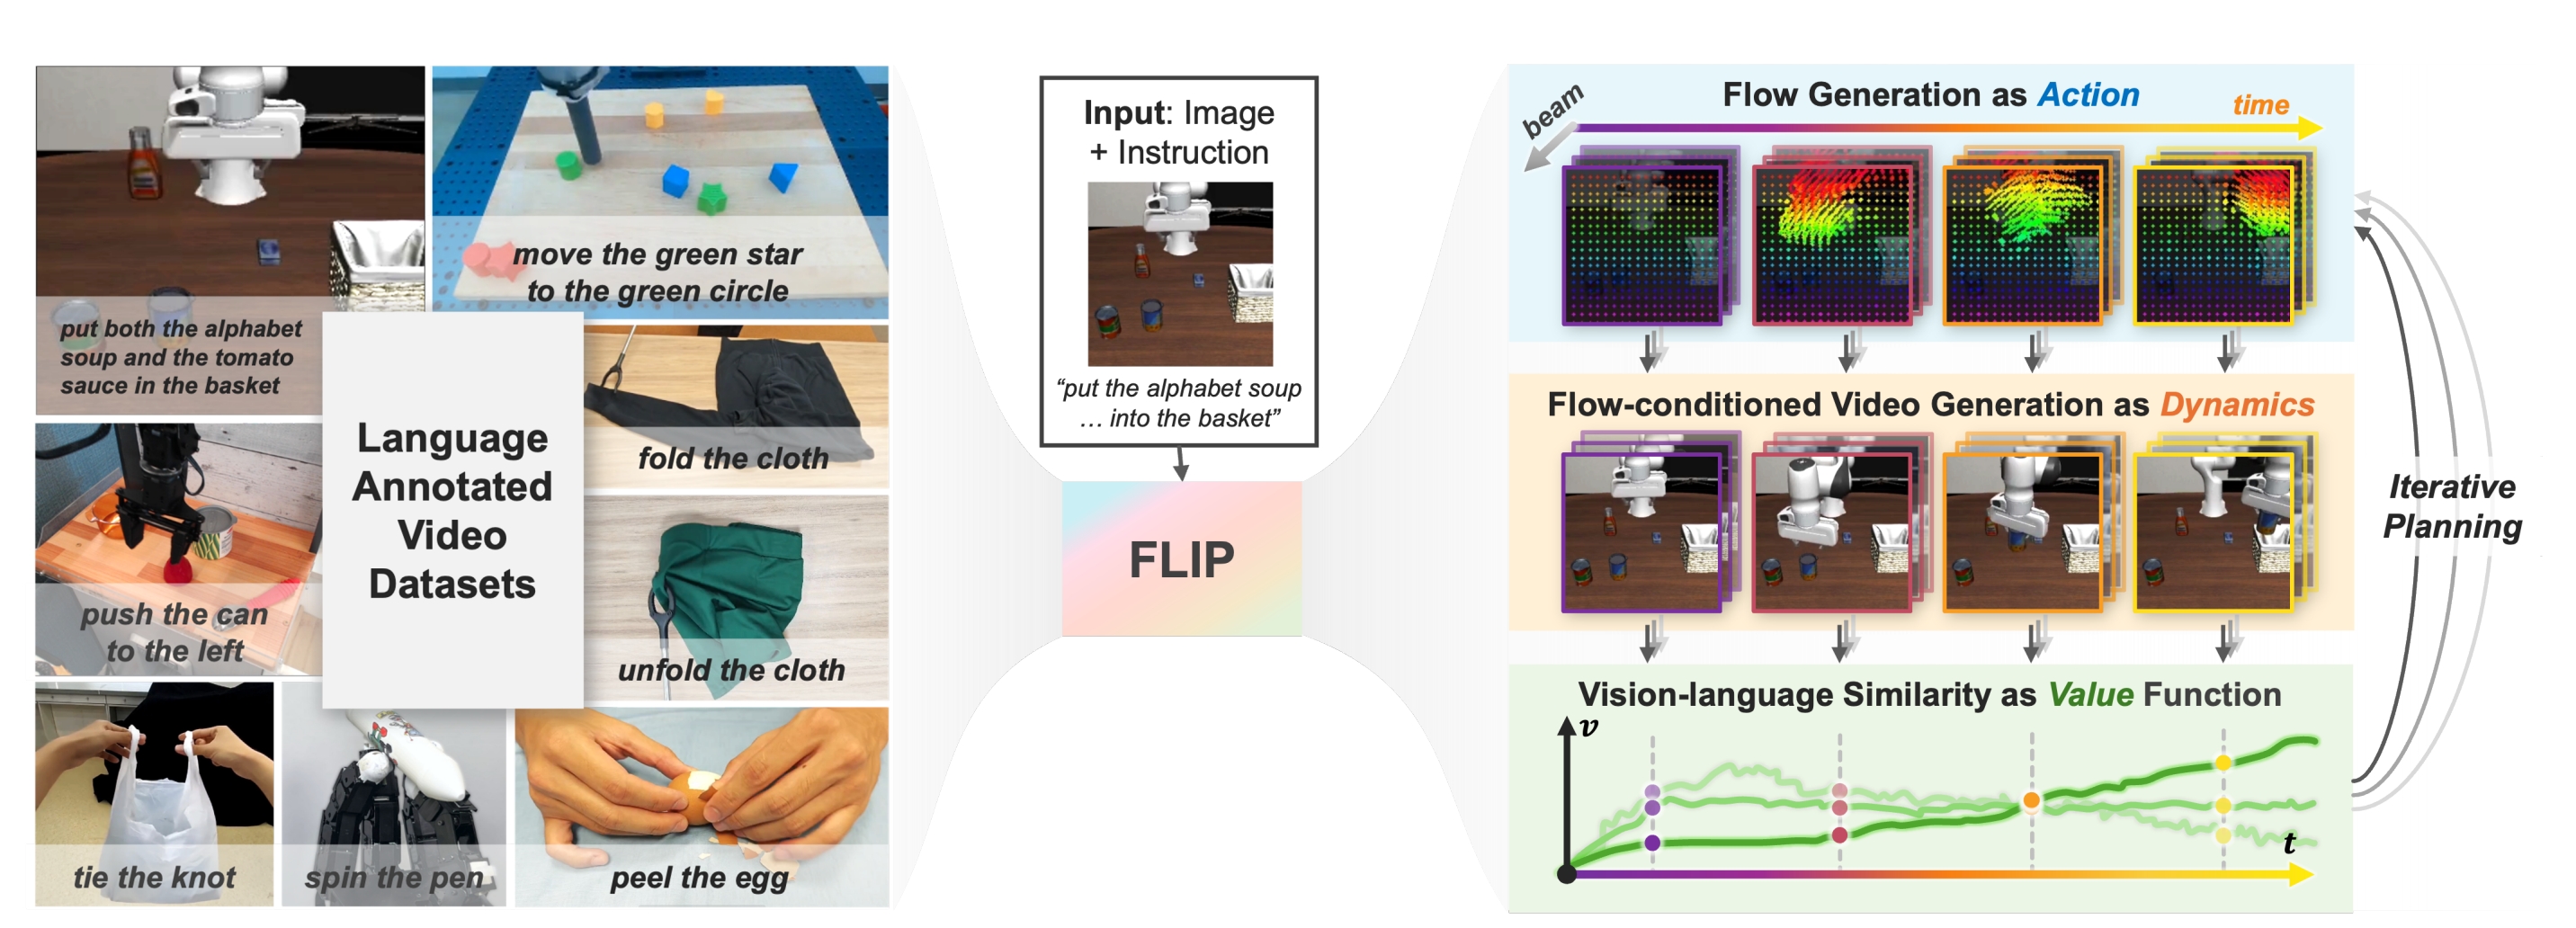 put both the alphabet
soup and the tomato
sauce in the basket
move the green star
to the green circle
Language
Annotated
Video
Datasets
fold the cloth
push the can
to the left
unfold the cloth
tie the knot
spin the pen
peel the egg
Input: Image
+ Instruction
“put the alphabet soup
… into the basket”
FLIP
Flow Generation as Action
beam
time
Flow-conditioned Video Generation as Dynamics
Vision-language Similarity as Value Function
v
t
Iterative
Planning